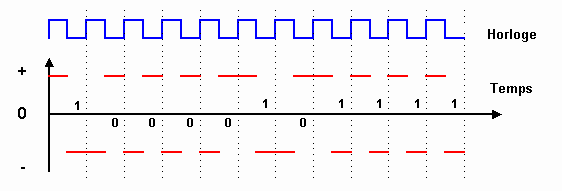 Horloge
+
Temps
0
1 0 0 0 0 1 0 1 1 1 1
-